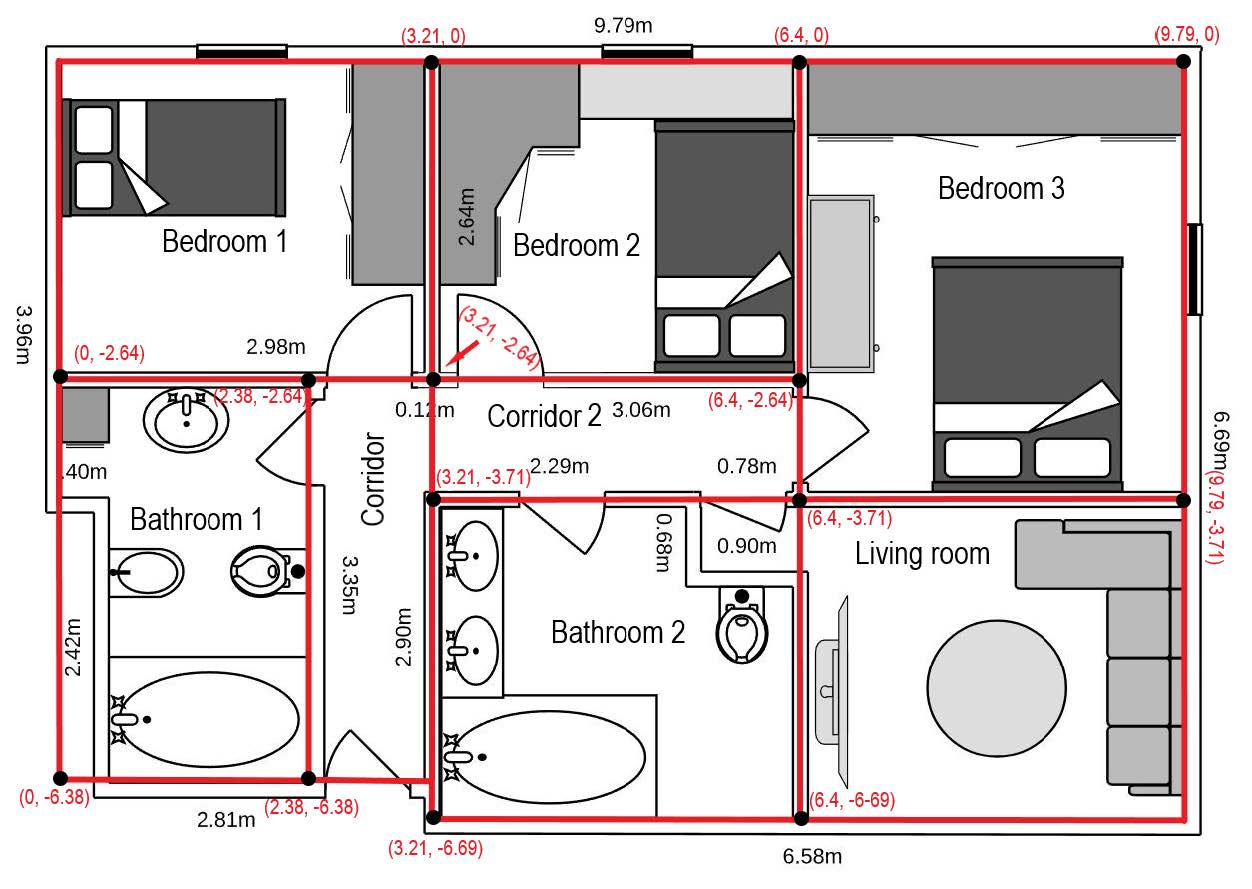 9.79m
(3.21, 0)
(6.4, 0)
(9.79, 0)
Bedroom 1
2.64m
Bedroom 2
Bedroom 3
3.96m
(0, -2.64)
2.98m
(3.21, -2.64)
(2.38, -2.64)
0.12m
Corridor 2
3.06m
(6.4, -2.64)
.40m
Corridor
(3.21, -3.71)
2.29m
0.78m
6.69m
(9.79, -3.71)
Bathroom 1
(6.4, -3.71)
0.68m
0.90m
Living room
3.35m
2.42m
2.90m
Bathroom 2
(0, -6.38)
(2.38, -6.38)
(6.4, -6-69)
2.81m
(3.21, -6.69)
6.58m